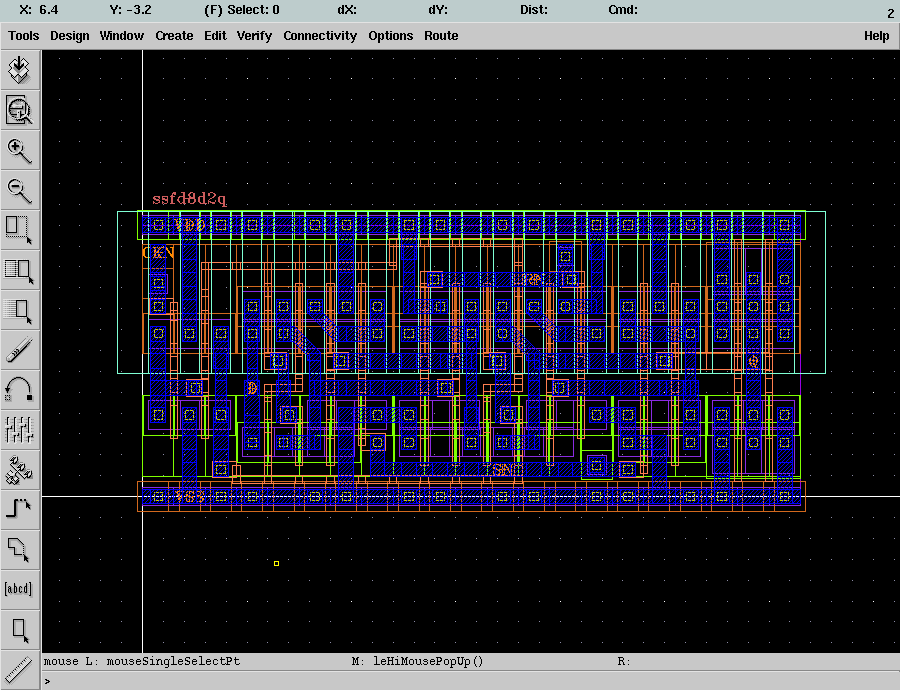 X: 6.4 Y: -3.2 (F) Select: 0 dX: dY: Dist: Cmd: 2
Tools Design Window Create Edit Verify Connectivity Options Route Help
ssfd8d2q
VDD
CKN
RN
Q
D
SN
VSS
[abcd]
mouse L: mouseSingleSelectPt M: leHiMousePopUp() R:
>